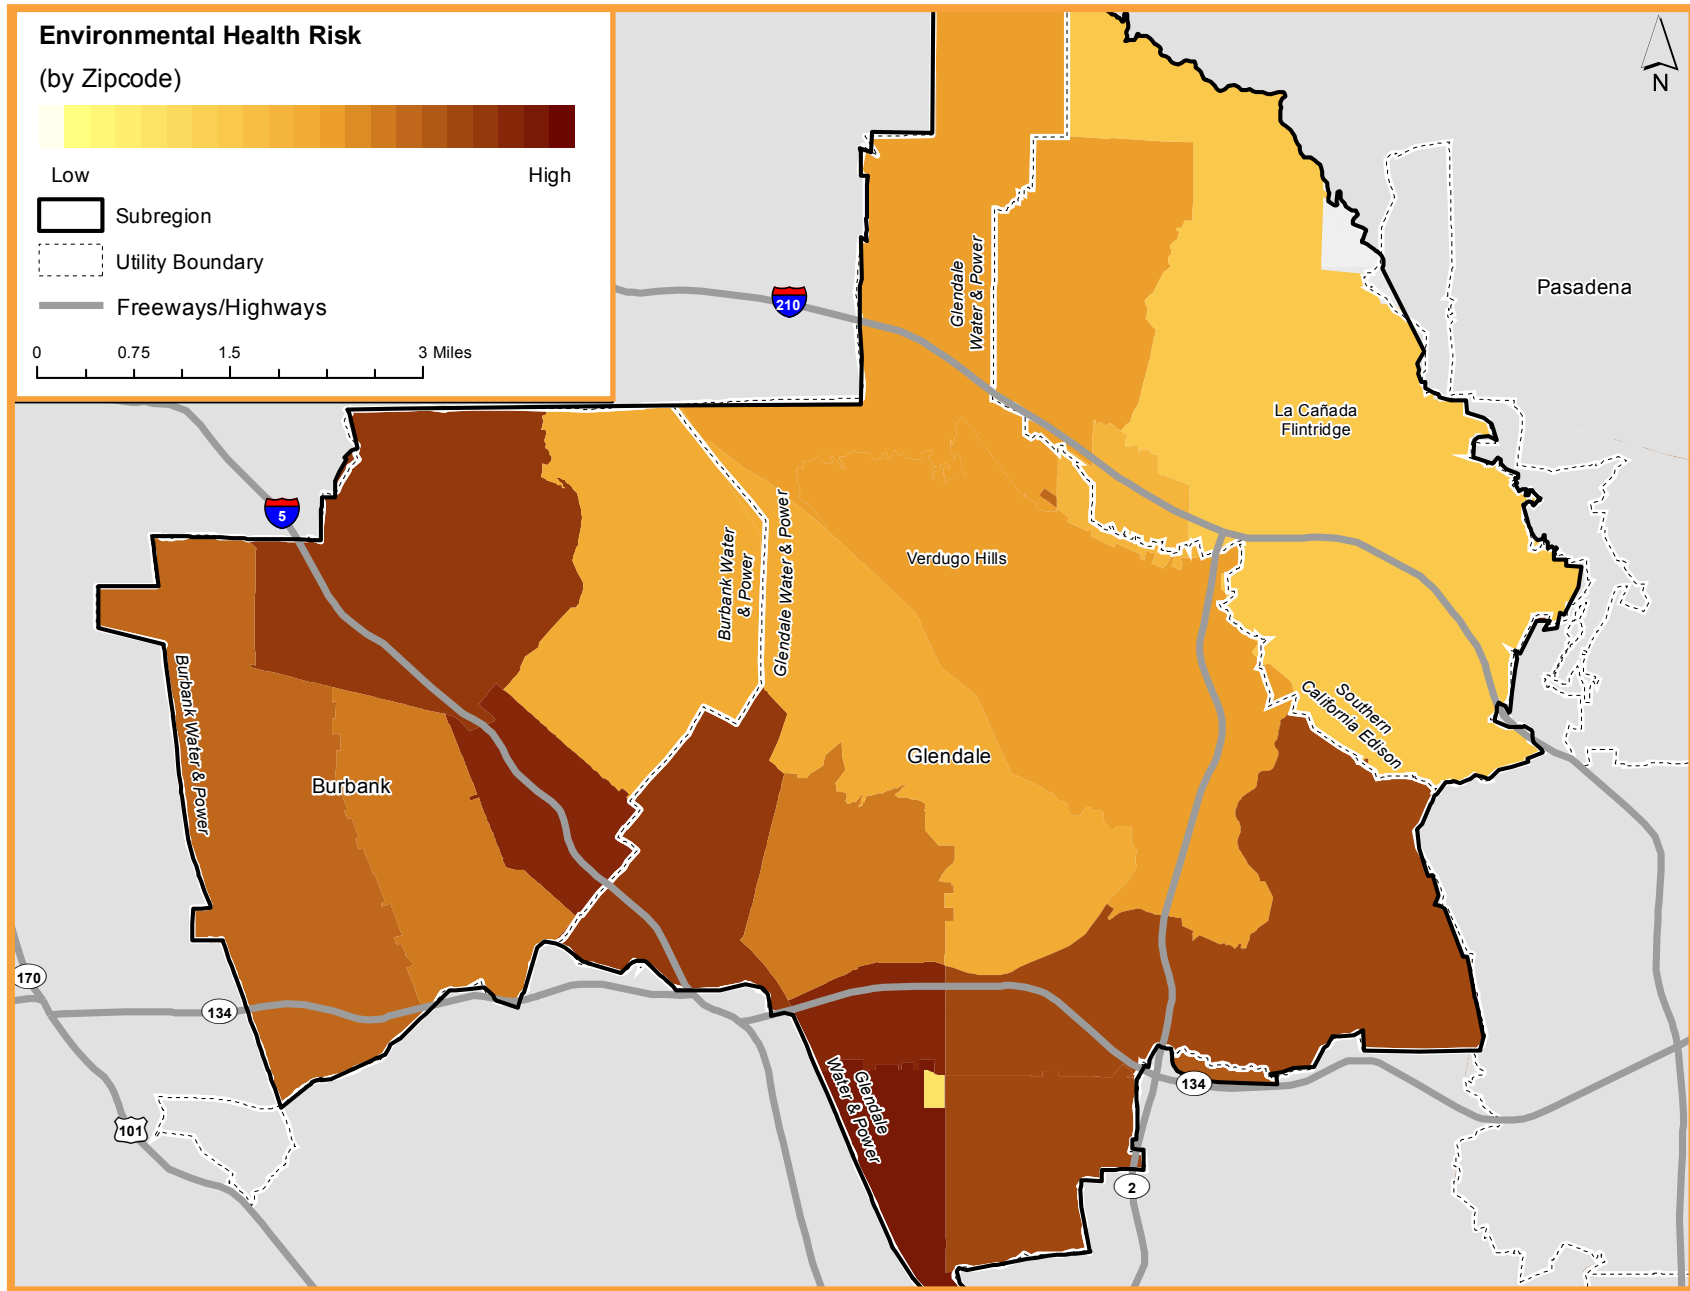 Environmental Health Risk
(by Zipcode)
Low
High
Subregion
Utility Boundary
Freeways/Highways
0
0.75
1.5
3 Miles
N
210
Glendale
Water & Power
Pasadena
La Cañada
Flintridge
5
Burbank Water
& Power
Glendale Water & Power
Verdugo Hills
Southern
California Edison
Burbank Water & Power
Burbank
Glendale
170
134
Glendale
Water & Power
134
101
2